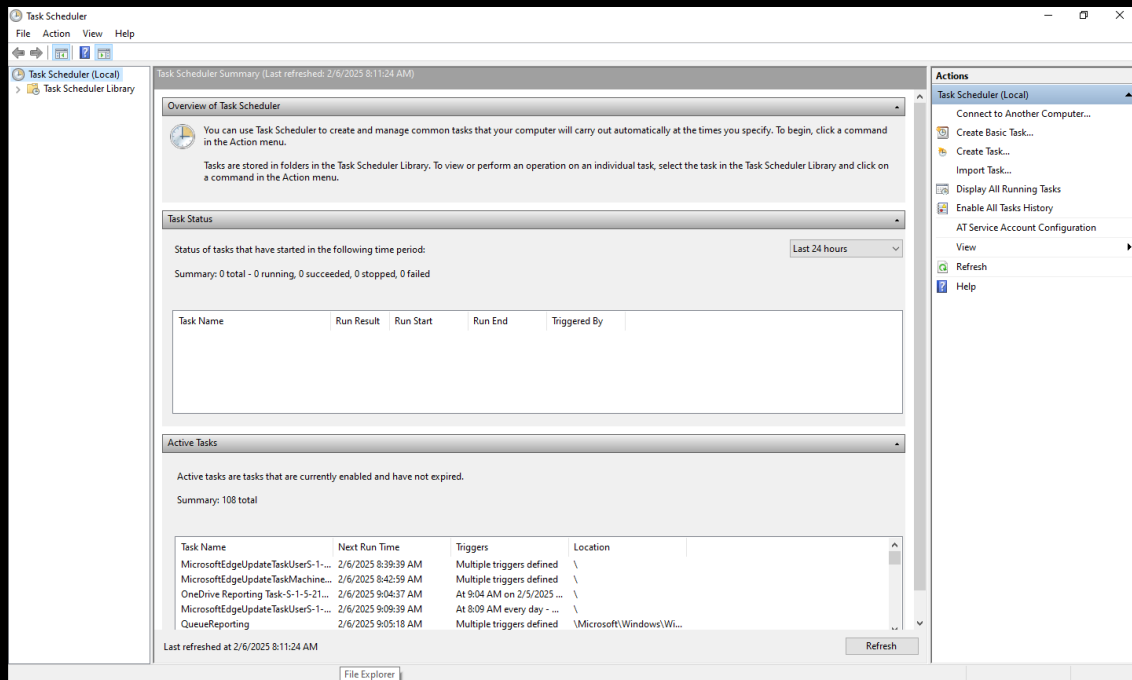 Task Scheduler
File Action View Help
Task Scheduler (Local)
Task Scheduler Library
Task Scheduler Summary (Last refreshed: 2/6/2025 8:11:24 AM)
Overview of Task Scheduler
You can use Task Scheduler to create and manage common tasks that your computer will carry out automatically at the times you specify. To begin, click a command
in the Action menu.
Tasks are stored in folders in the Task Scheduler Library. To view or perform an operation on an individual task, select the task in the Task Scheduler Library and click on
a command in the Action menu.
Task Status
Status of tasks that have started in the following time period:
Last 24 hours
Summary: 0 total - 0 running, 0 succeeded, 0 stopped, 0 failed
Task Name Run Result Run Start Run End Triggered By
Active Tasks
Active tasks are tasks that are currently enabled and have not expired.
Summary: 108 total
Task Name Next Run Time Triggers Location
MicrosoftEdgeUpdateTaskUserS-1-... 2/6/2025 8:39:39 AM Multiple triggers defined \
MicrosoftEdgeUpdateTaskMachine... 2/6/2025 8:42:59 AM Multiple triggers defined \
OneDrive Reporting Task-S-1-5-21... 2/6/2025 9:04:37 AM At 9:04 AM on 2/5/2025 ... \
MicrosoftEdgeUpdateTaskUserS-1-... 2/6/2025 9:09:39 AM At 8:09 AM every day - ... \
QueueReporting 2/6/2025 9:05:18 AM Multiple triggers defined \Microsoft\Windows\Wi...
Last refreshed at 2/6/2025 8:11:24 AM
Refresh
File Explorer
Actions
Task Scheduler (Local)
Connect to Another Computer...
Create Basic Task...
Create Task...
Import Task...
Display All Running Tasks
Enable All Tasks History
AT Service Account Configuration
View
Refresh
Help